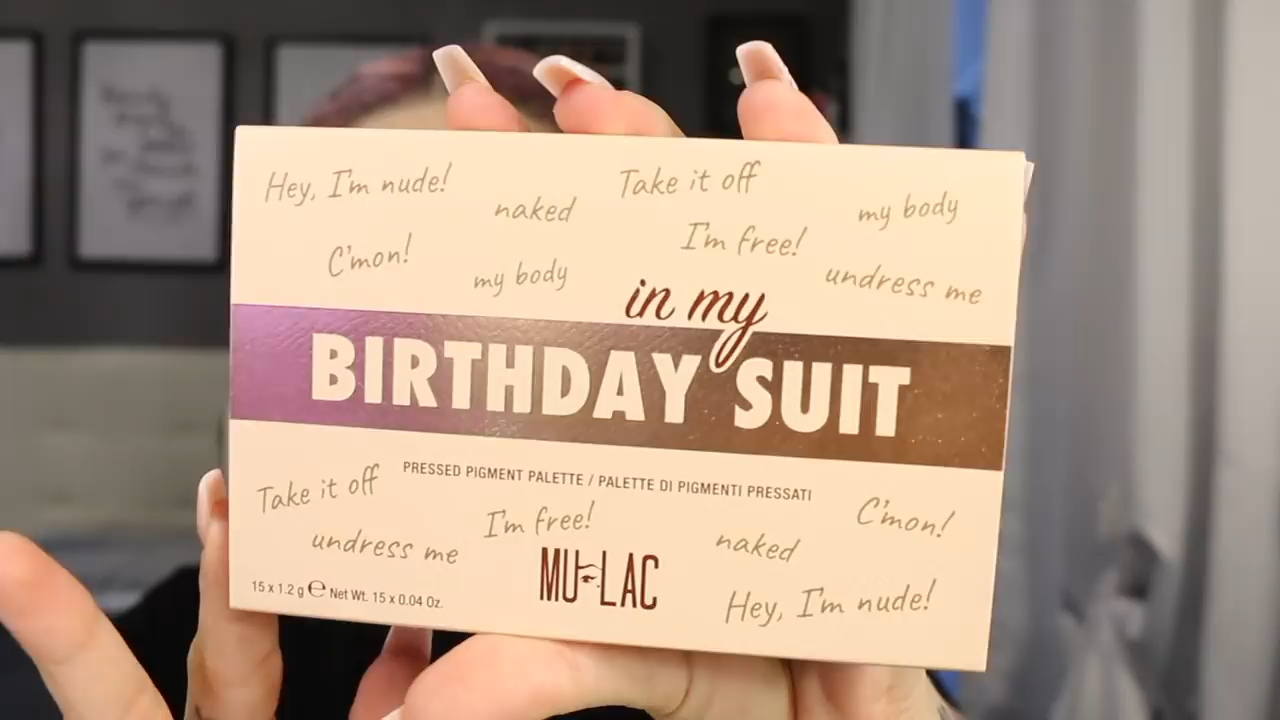 Hey, I'm nude!
naked
Take it off
my body
C'mon!
my body
I'm free!
undress me
in my
BIRTHDAY SUIT
PRESSED PIGMENT PALETTE / PALETTE DI PIGMENTI PRESSATI
Take it off
undress me
I'm free!
naked
C'mon!
MULAC
Hey, I'm nude!
15 x 1.2 g ℮ Net Wt. 15 x 0.04 Oz.